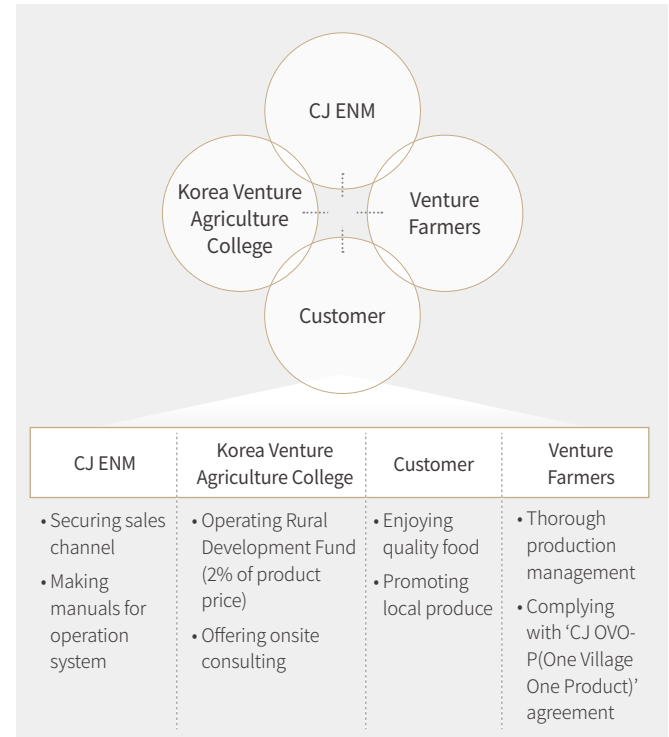 CJ ENM
Korea Venture
Agriculture
College
Venture
Farmers
Customer
CJ ENM
Korea Venture
Agriculture College
Customer
Venture
Farmers
• Securing sales
channel
• Making
manuals for
operation
system
• Operating Rural
Development Fund
(2% of product
price)
• Offering onsite
consulting
• Enjoying
quality food
• Promoting
local produce
• Thorough
production
management
• Complying
with ‘CJ OVO-
P(One Village
One Product)’
agreement